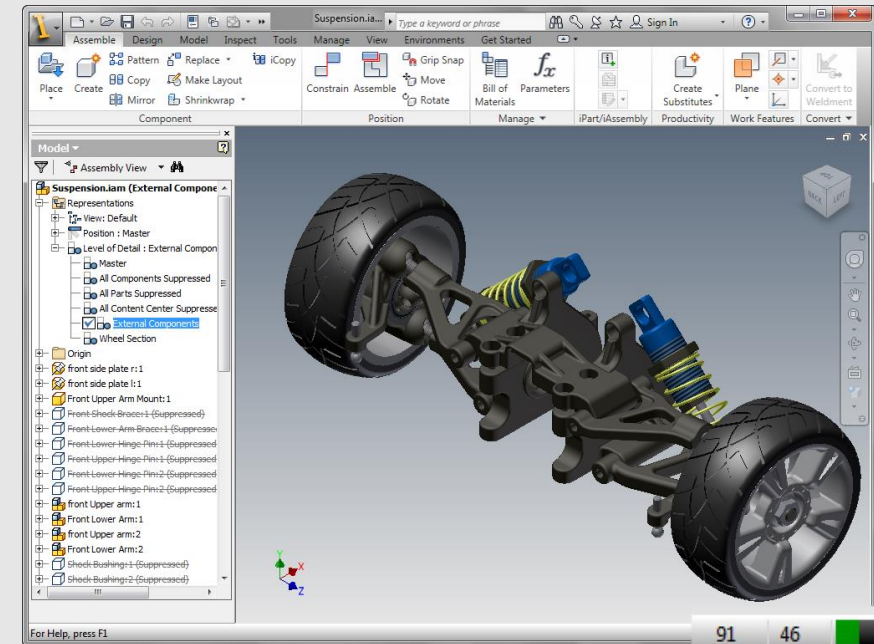 Suspension.ia... Type a keyword or phrase Sign In
Assemble Design Model Inspect Tools Manage View Environments Get Started
Place Create Pattern Replace iCopy
Copy Make Layout
Mirror Shrinkwrap
Constrain Assemble Grip Snap
Move
Rotate
Bill of Materials Parameters
Create Substitutes
Plane
Convert to Weldment
Component Position Manage iPart/iAssembly Productivity Work Features Convert
Model
Assembly View
Suspension.iam (External Compone
Representations
View: Default
Position : Master
Level of Detail : External Compon
Master
All Components Suppressed
All Parts Suppressed
All Content Center Suppresse
External Components
Wheel Section
Origin
front side plate r:1
front side plate l:1
Front Upper Arm Mount:1
Front Shock Brace:1 (Suppressed)
Front Lower Arm Brace:1 (Suppresse
Front Lower Hinge Pin:1 (Suppressed
Front Upper Hinge Pin:1 (Suppressed
Front Lower Hinge Pin:2 (Suppressed
Front Upper Hinge Pin:2 (Suppressed
front Upper arm:1
Front Lower Arm:1
front Upper arm:2
Front Lower Arm:2
Shock Bushing:1 (Suppressed)
Shock Bushing:2 (Suppressed)
BACK LEFT
Y
X
Z
For Help, press F1
91 46